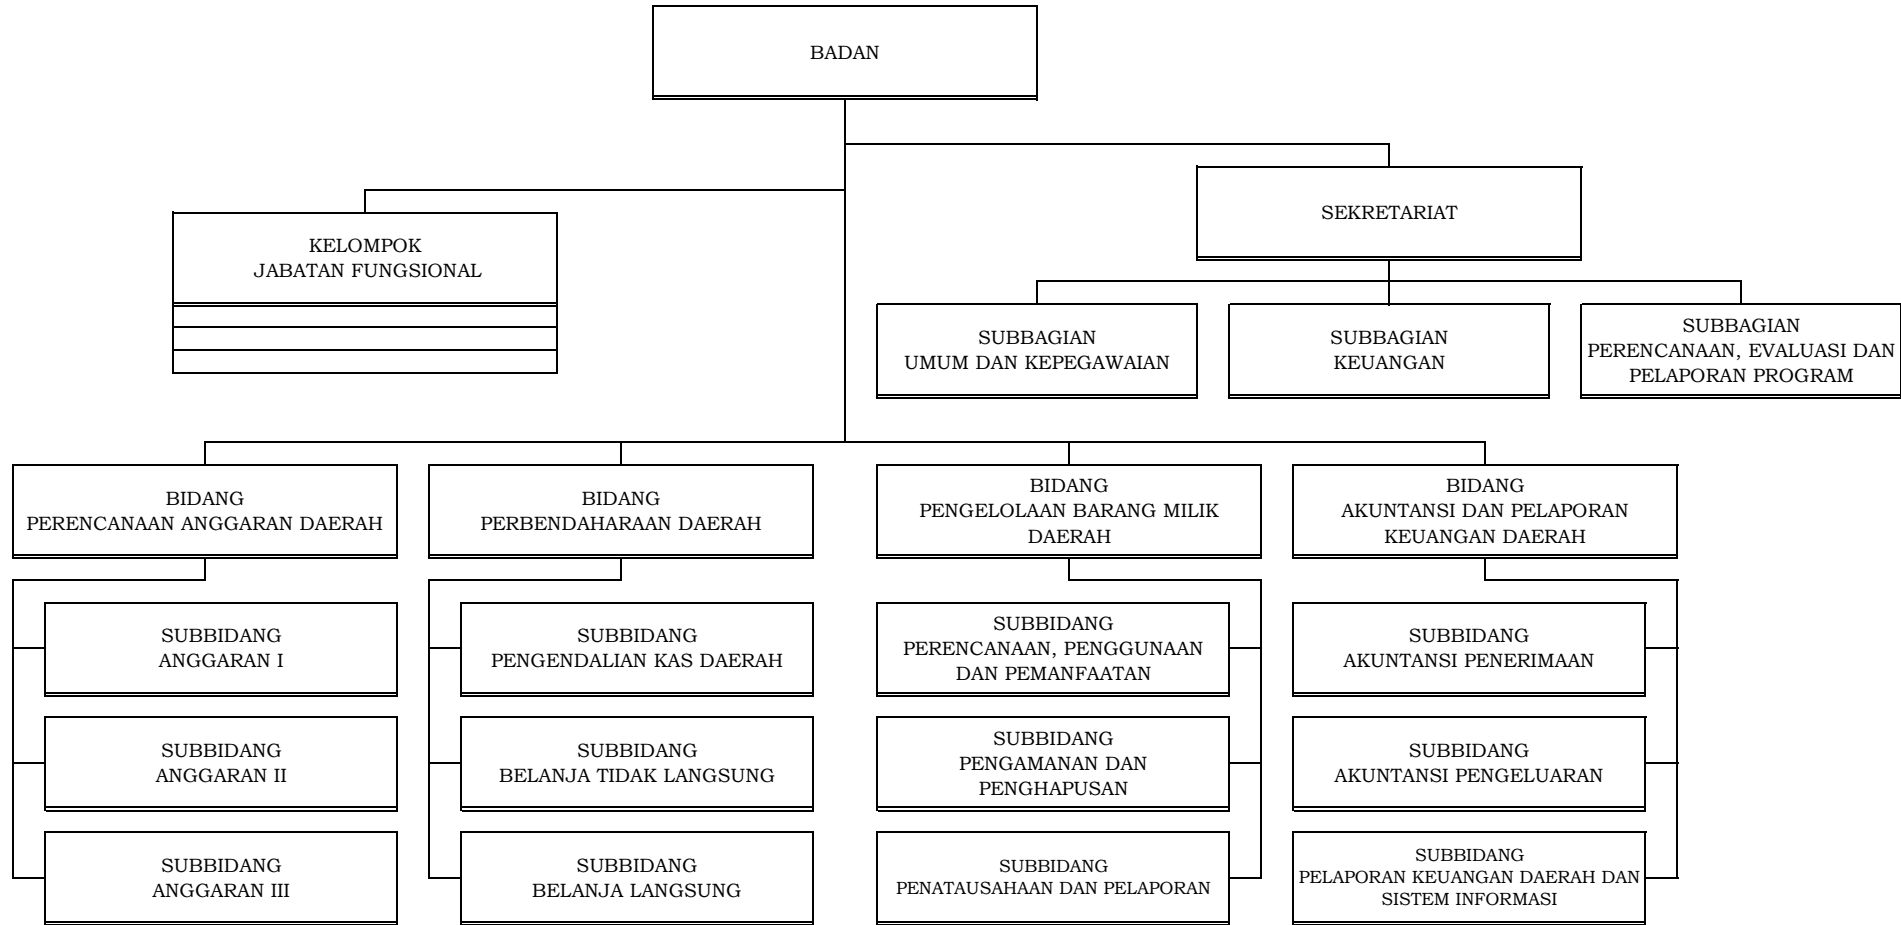 BADAN
SEKRETARIAT
KELOMPOK
JABATAN FUNGSIONAL
SUBBAGIAN
UMUM DAN KEPEGAWAIAN
SUBBAGIAN
KEUANGAN
SUBBAGIAN
PERENCANAAN, EVALUASI DAN
PELAPORAN PROGRAM
BIDANG
PERENCANAAN ANGGARAN DAERAH
BIDANG
PERBENDAHARAAN DAERAH
BIDANG
PENGELOLAAN BARANG MILIK
DAERAH
BIDANG
AKUNTANSI DAN PELAPORAN
KEUANGAN DAERAH
SUBBIDANG
ANGGARAN I
SUBBIDANG
PENGENDALIAN KAS DAERAH
SUBBIDANG
PERENCANAAN, PENGGUNAAN
DAN PEMANFAATAN
SUBBIDANG
AKUNTANSI PENERIMAAN
SUBBIDANG
ANGGARAN II
SUBBIDANG
BELANJA TIDAK LANGSUNG
SUBBIDANG
PENGAMANAN DAN
PENGHAPUSAN
SUBBIDANG
AKUNTANSI PENGELUARAN
SUBBIDANG
ANGGARAN III
SUBBIDANG
BELANJA LANGSUNG
SUBBIDANG
PENATAUSAHAAN DAN PELAPORAN
SUBBIDANG
PELAPORAN KEUANGAN DAERAH DAN
SISTEM INFORMASI